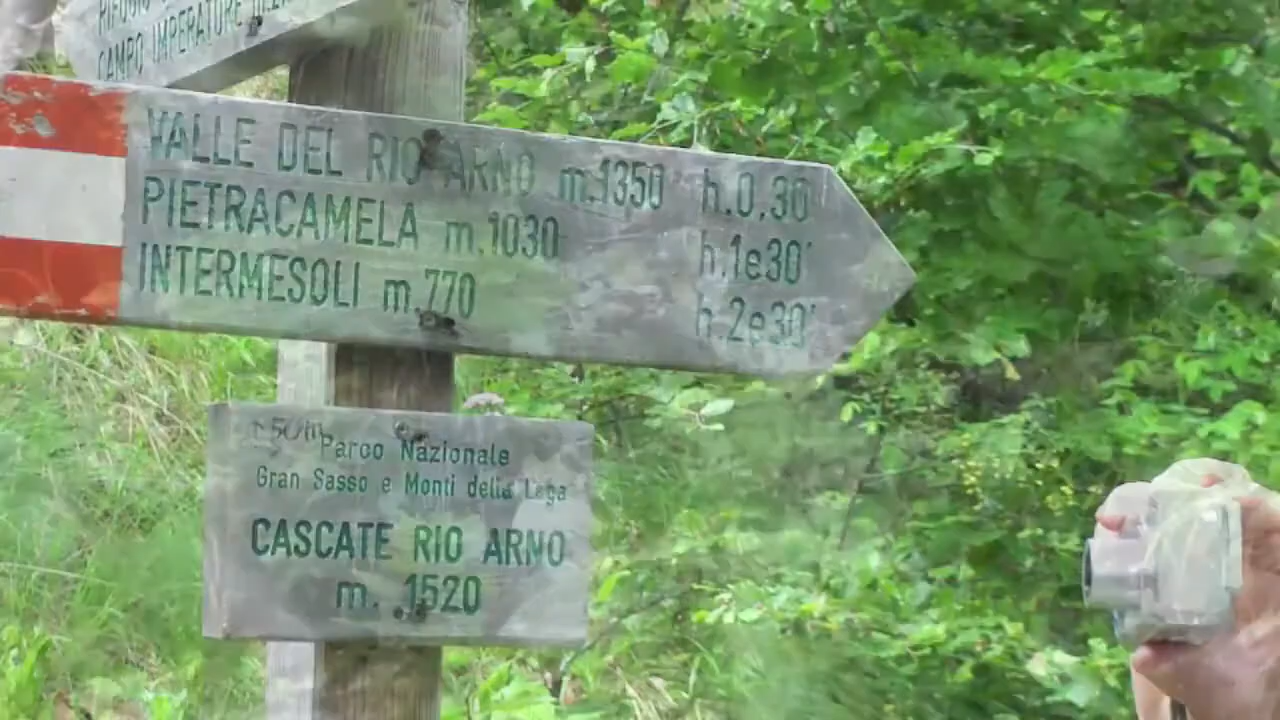 CAMPO IMPERATORE
VALLE DEL RIO ARNO m.1350 h.0.30'
PIETRACAMELA m.1030 h.1e30'
INTERMESOLI m.770 h.2e30'
Parco Nazionale
Gran Sasso e Monti della Laga
CASCATE RIO ARNO
m. 1520